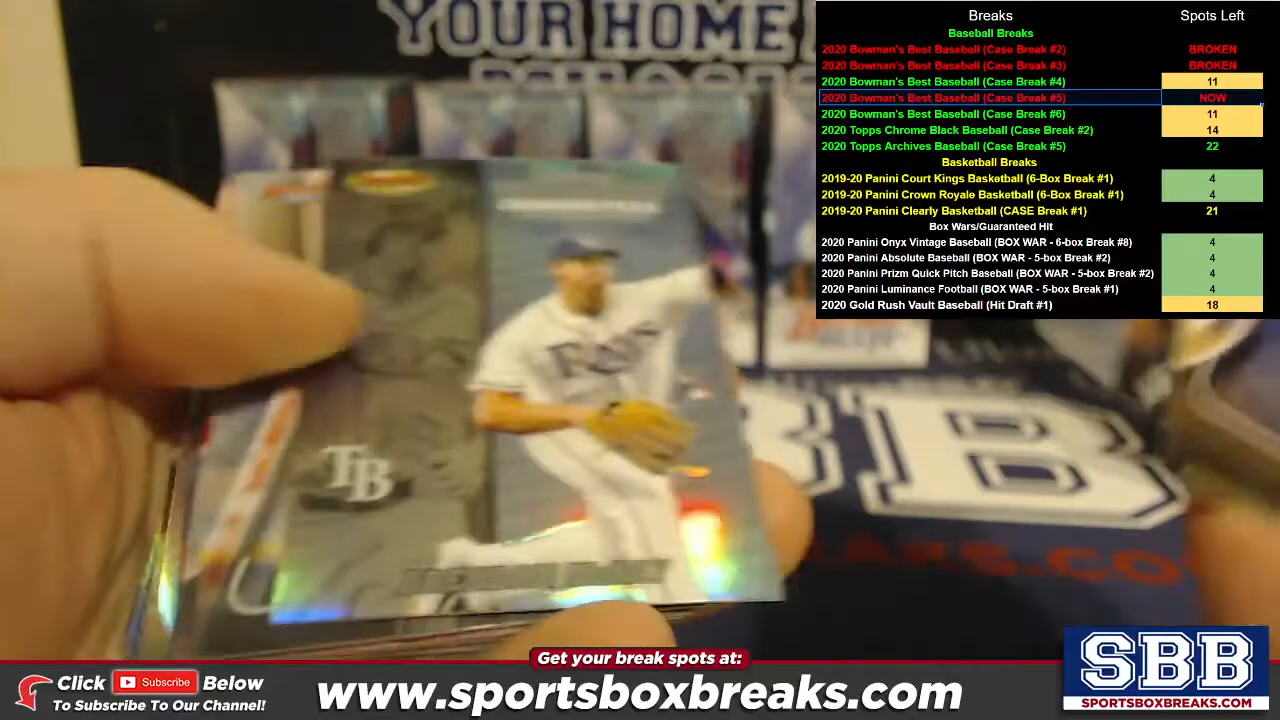 YOUR HOME
Breaks Spots Left
Baseball Breaks
2020 Bowman's Best Baseball (Case Break #2) BROKEN
2020 Bowman's Best Baseball (Case Break #3) BROKEN
2020 Bowman's Best Baseball (Case Break #4) 11
2020 Bowman's Best Baseball (Case Break #5) NOW
2020 Bowman's Best Baseball (Case Break #6) 11
2020 Topps Chrome Black Baseball (Case Break #2) 14
2020 Topps Archives Baseball (Case Break #5) 22
Basketball Breaks
2019-20 Panini Court Kings Basketball (6-Box Break #1) 4
2019-20 Panini Crown Royale Basketball (6-Box Break #1) 4
2019-20 Panini Clearly Basketball (CASE Break #1) 21
Box Wars/Guaranteed Hit
2020 Panini Onyx Vintage Baseball (BOX WAR - 6-box Break #8) 4
2020 Panini Absolute Baseball (BOX WAR - 5-box Break #2) 4
2020 Panini Prizm Quick Pitch Baseball (BOX WAR - 5-box Break #2) 4
2020 Panini Luminance Football (BOX WAR - 5-box Break #1) 4
2020 Gold Rush Vault Baseball (Hit Draft #1) 18
Rays
TB
B
Get your break spots at:
Click Subscribe Below
To Subscribe To Our Channel!
www.sportsboxbreaks.com
SBB
SPORTSBOXBREAKS.COM